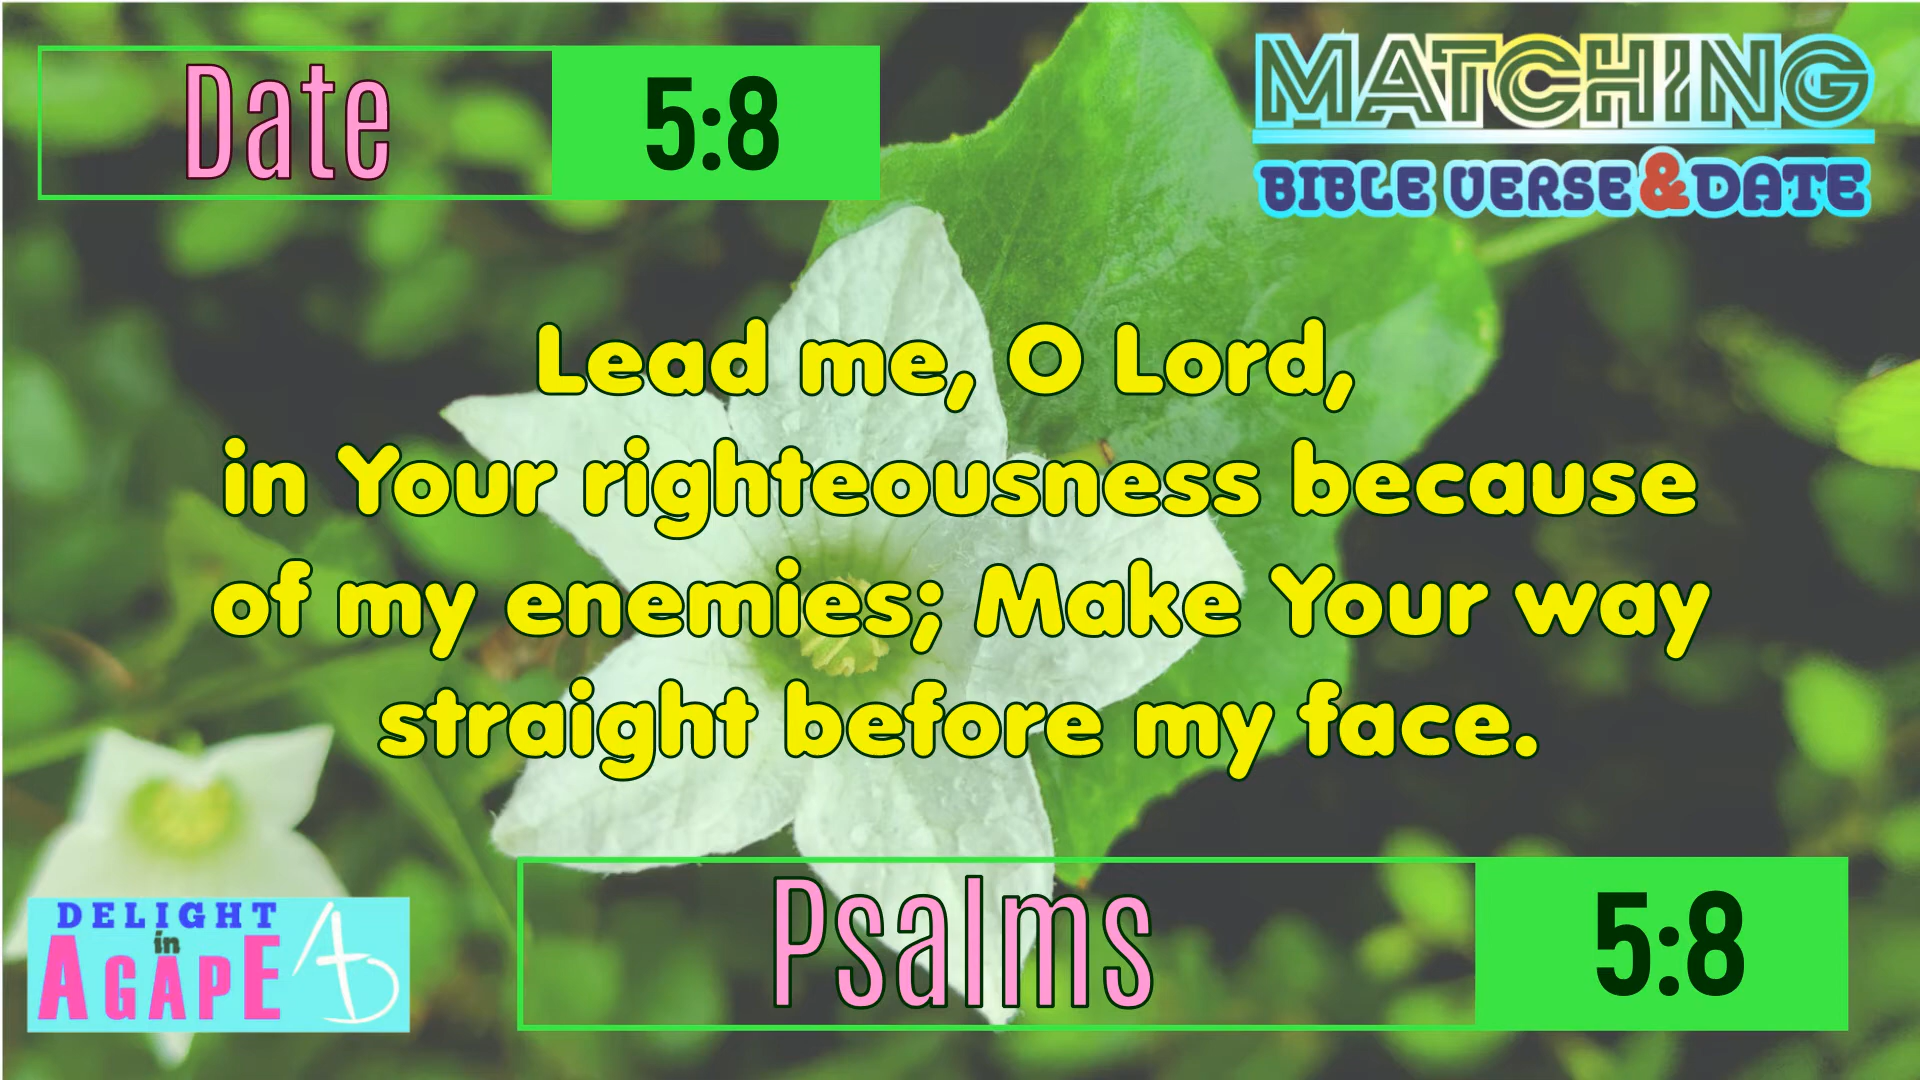 Date 5:8
MATCHING
BIBLE VERSE & DATE
Lead me, O Lord,
in Your righteousness because
of my enemies; Make Your way
straight before my face.
Psalms 5:8
DELIGHT
in
AGAPE